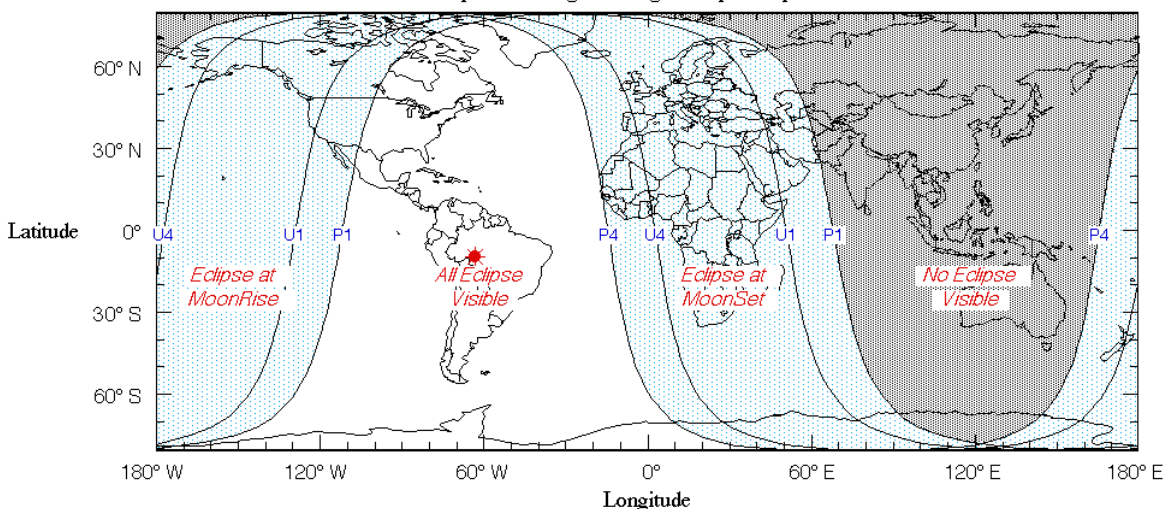 60° N
30° N
Latitude
0°
U4
U1
P1
P4
U4
U1
P1
P4
Eclipse at
MoonRise
All Eclipse
Visible
Eclipse at
MoonSet
No Eclipse
Visible
30° S
60° S
180° W
120° W
60° W
0°
60° E
120° E
180° E
Longitude